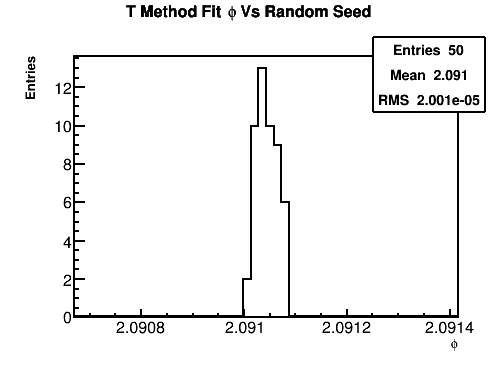 T Method Fit ϕ Vs Random Seed
Entries 50
Mean 2.091
RMS 2.001e-05
Entries
12
10
8
6
4
2
0
2.0908 2.091 2.0912 2.0914
ϕ